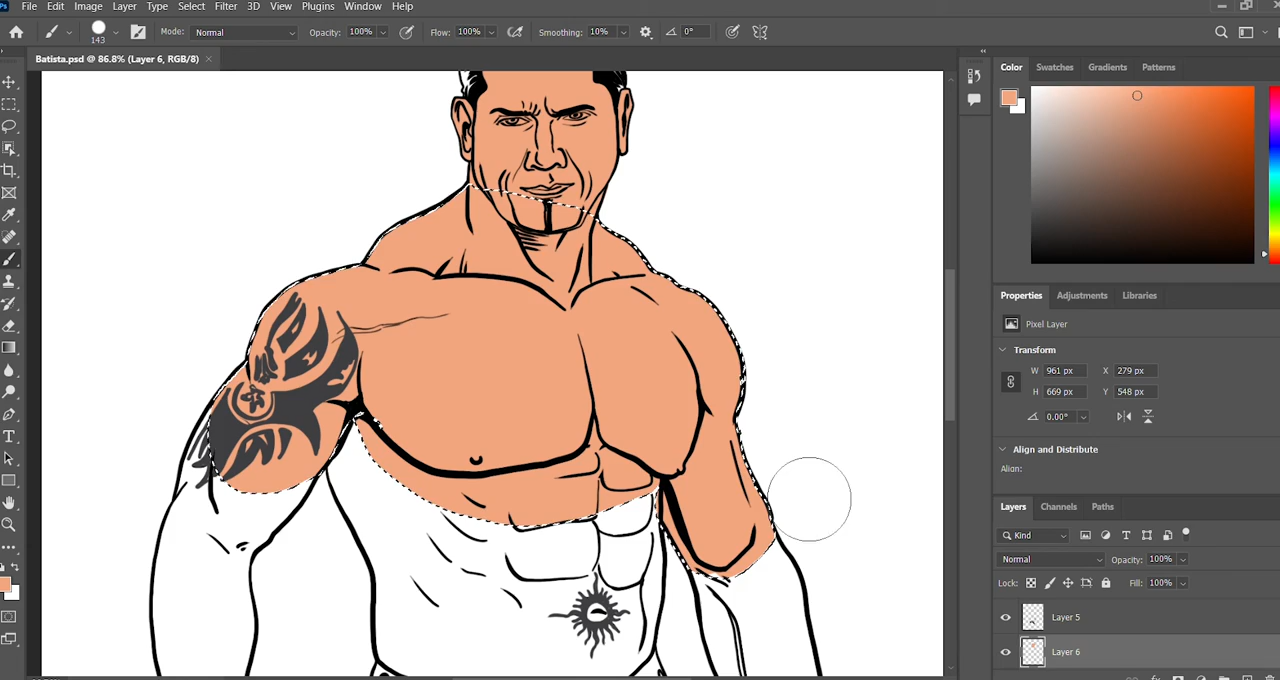 Ps File Edit Image Layer Type Select Filter 3D View Plugins Window Help
143 Mode: Normal Opacity: 100% Flow: 100% Smoothing: 10% 0°
Batista.psd @ 86.8% (Layer 6, RGB/8) ×
Color Swatches Gradients Patterns
Properties Adjustments Libraries
Pixel Layer
Transform
W 961 px X 279 px
H 669 px Y 548 px
0.00°
Align and Distribute
Align:
Layers Channels Paths
Kind
Normal Opacity: 100%
Lock: Fill: 100%
Layer 5
Layer 6